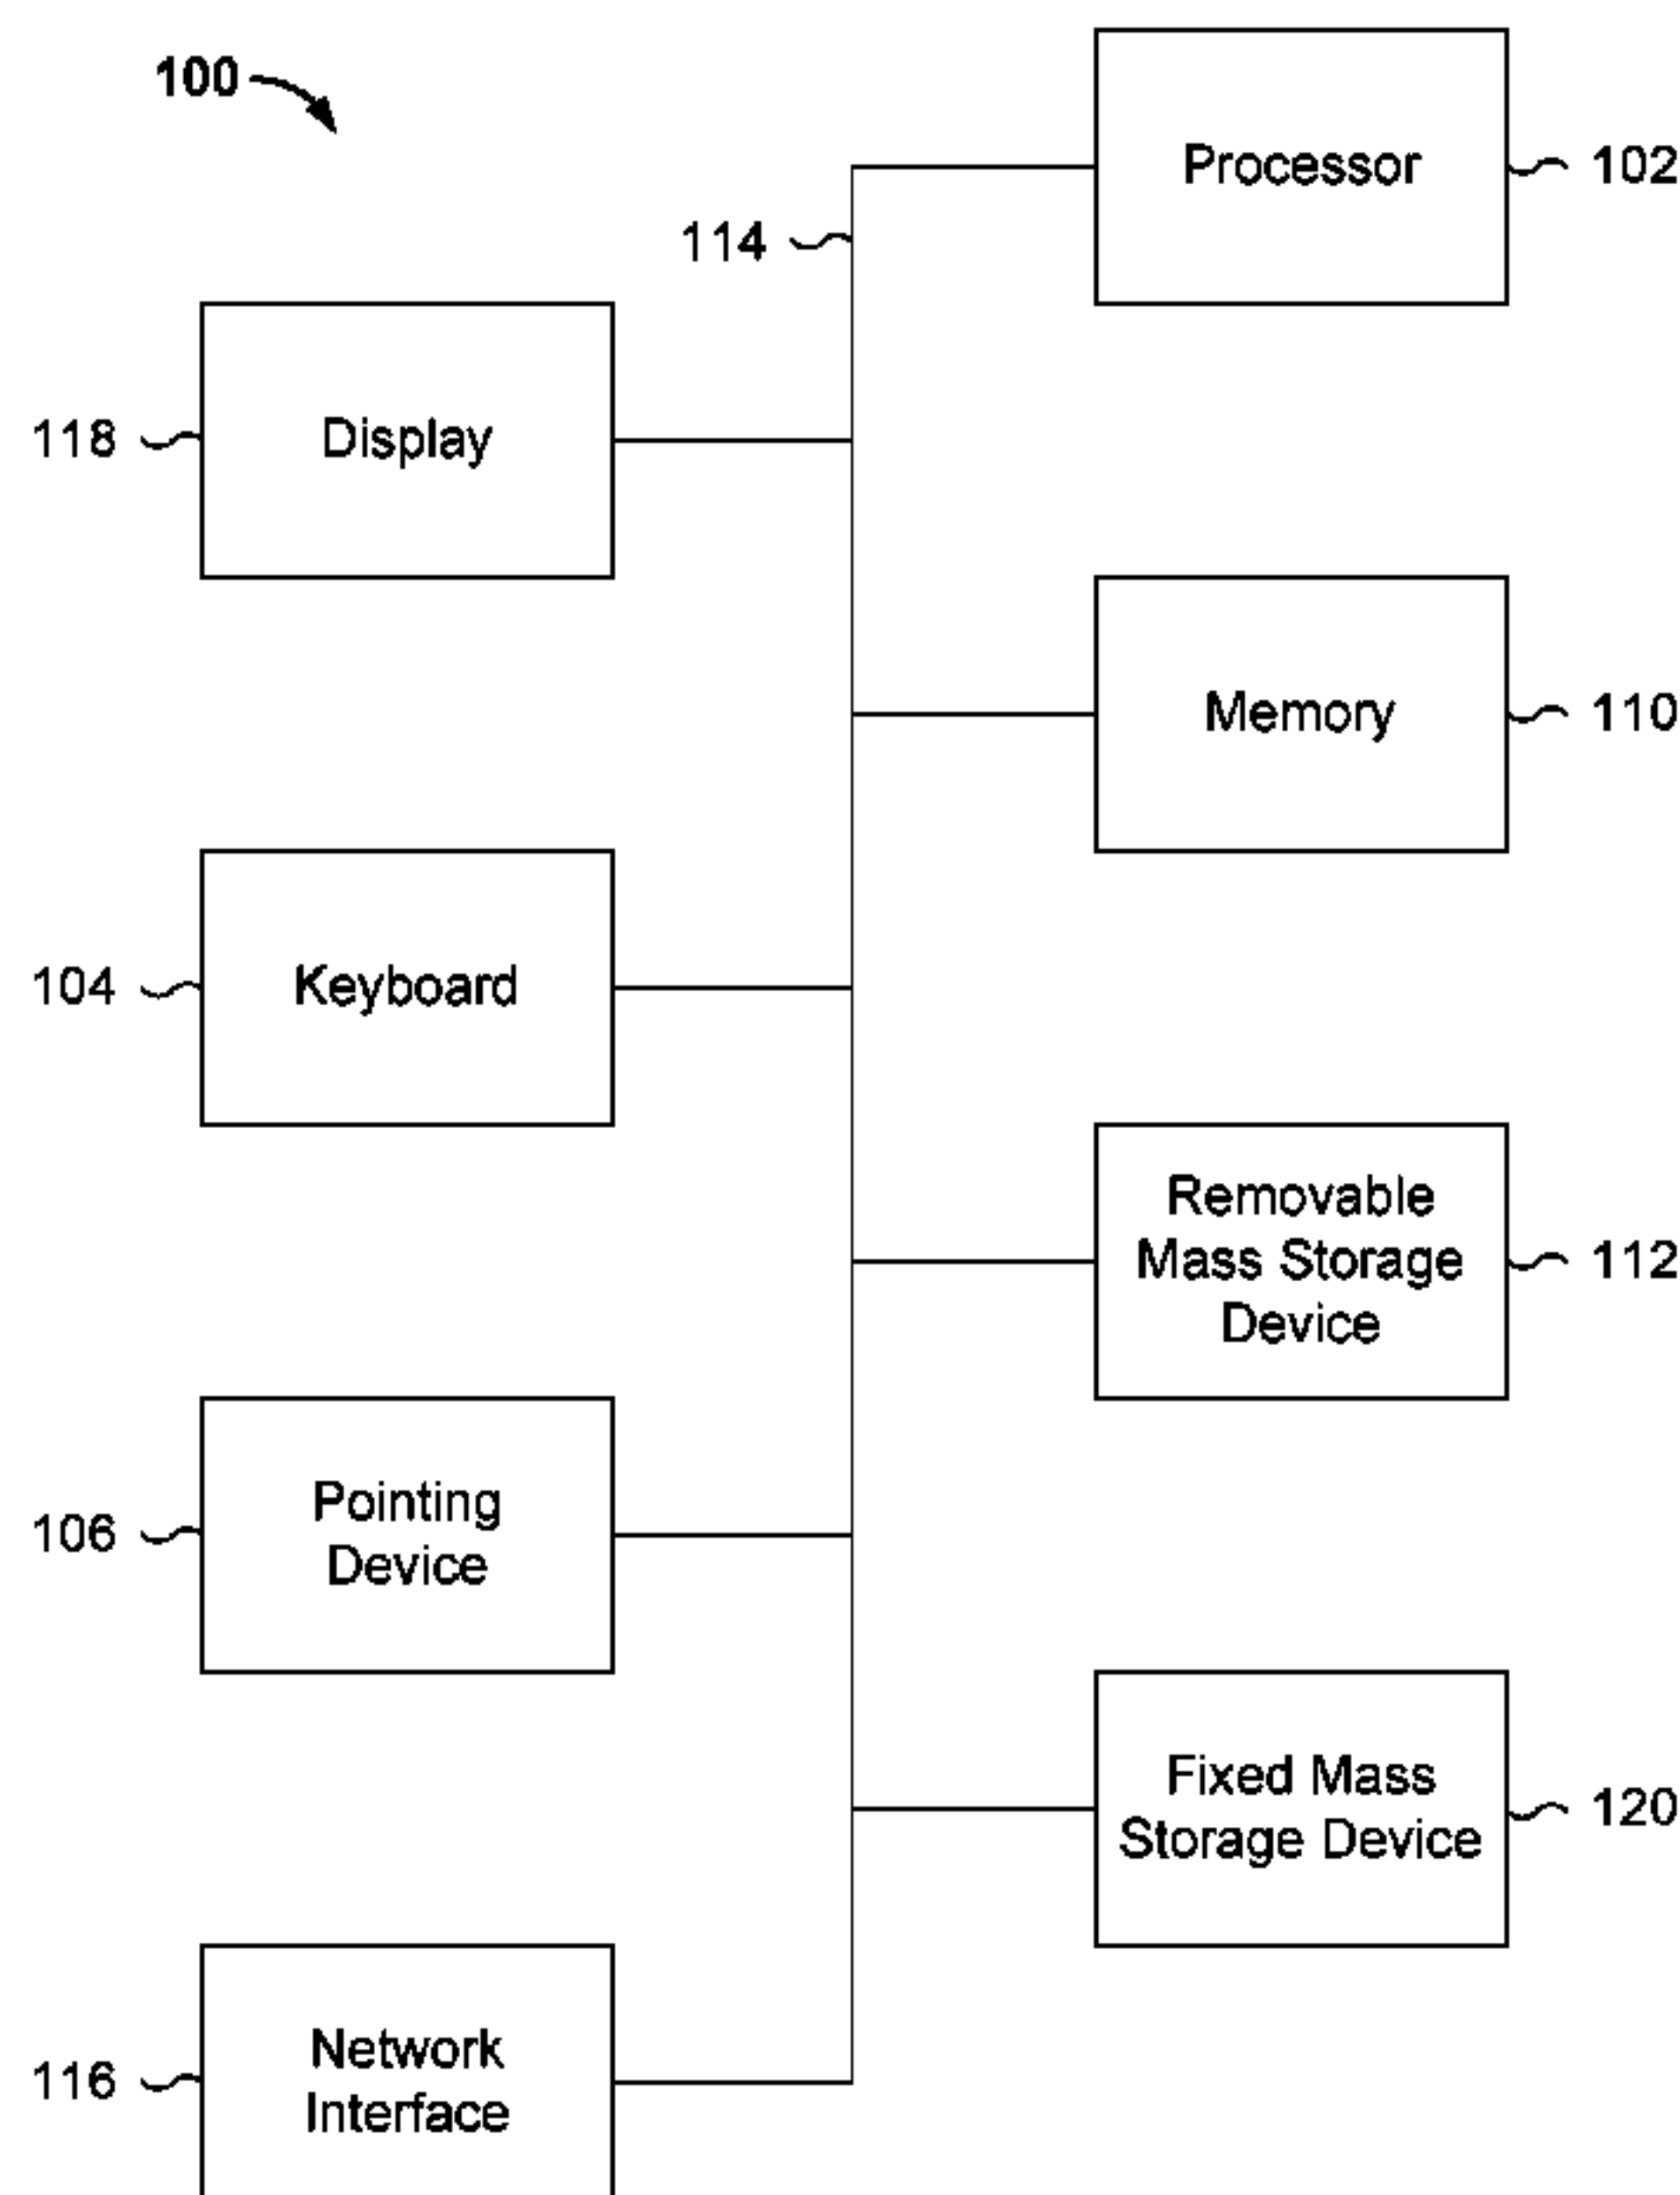 100
Processor
102
114
118
Display
Memory
110
104
Keyboard
Removable
Mass Storage
Device
112
106
Pointing
Device
Fixed Mass
Storage Device
120
116
Network
Interface